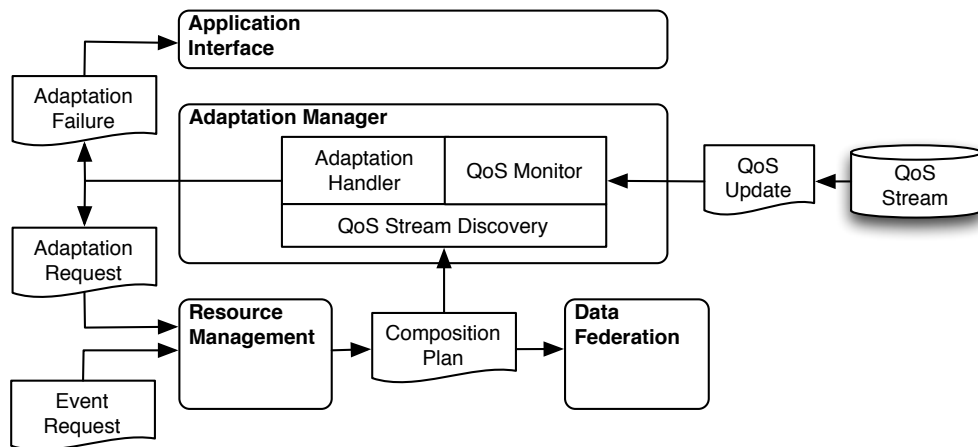 Application
Interface
Adaptation
Failure
Adaptation Manager
Adaptation
Handler
QoS Monitor
QoS Stream Discovery
QoS
Update
QoS
Stream
Adaptation
Request
Resource
Management
Composition
Plan
Data
Federation
Event
Request